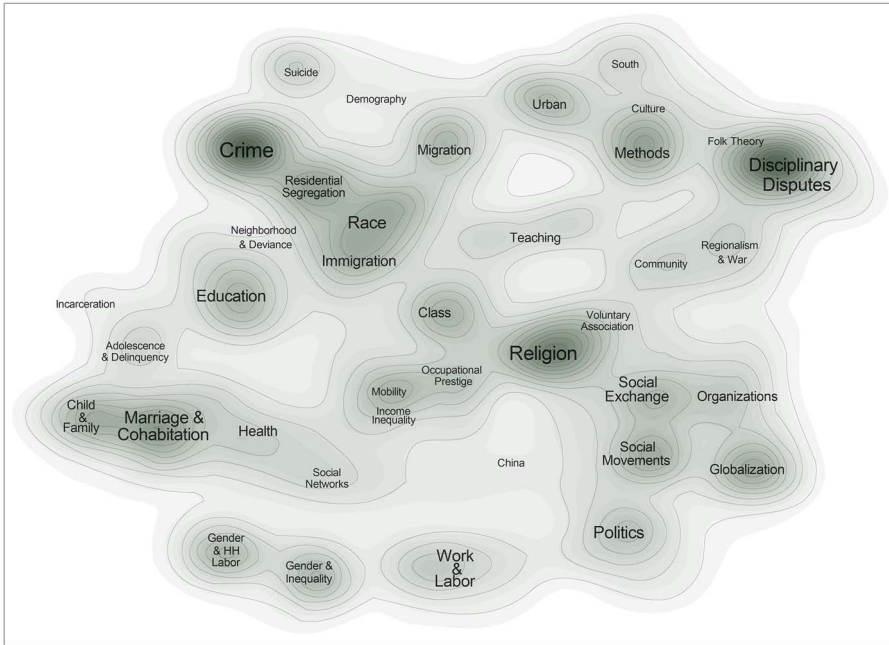 South
Suicide
Demography
Urban
Culture
Crime
Migration
Methods
Folk Theory
Disciplinary
Disputes
Residential
Segregation
Race
Neighborhood
& Deviance
Teaching
Regionalism
& War
Immigration
Community
Education
Incarceration
Class
Voluntary
Association
Adolescence
& Delinquency
Religion
Occupational
Prestige
Mobility
Social
Exchange
Organizations
Income
Inequality
Child
&
Family
Marriage &
Cohabitation
Health
Social
Movements
China
Globalization
Social
Networks
Politics
Gender
& HH
Labor
Gender &
Inequality
Work
&
Labor